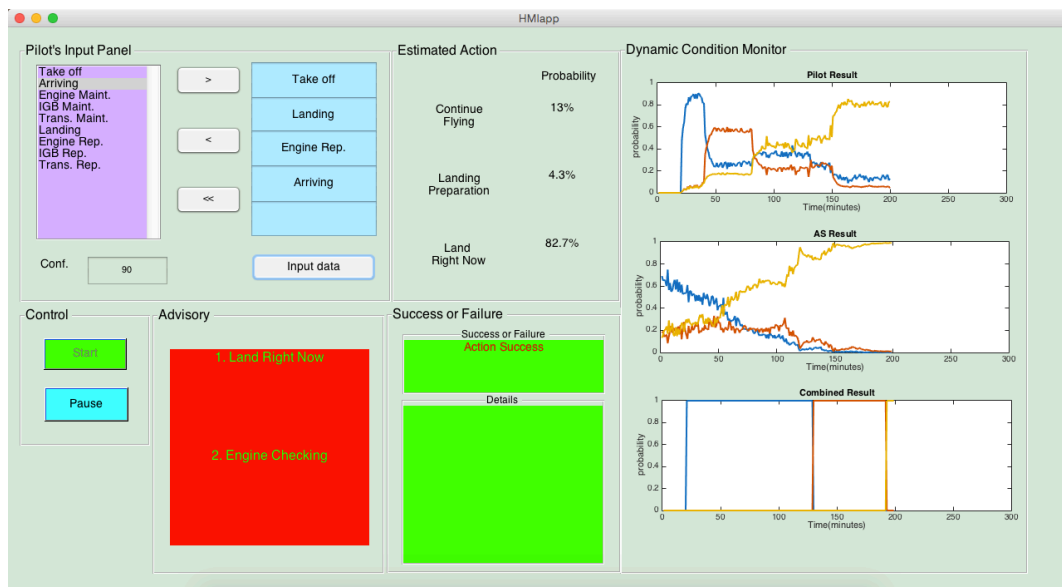 HMIapp
Pilot's Input Panel
Take off
Arriving
Engine Maint.
IGB Maint.
Trans. Maint.
Landing
Engine Rep.
IGB Rep.
Trans. Rep.
>
<
<<
Take off
Landing
Engine Rep.
Arriving
Conf.
90
Input data
Estimated Action
Probability
Continue
Flying
13%
Landing
Preparation
4.3%
Land
Right Now
82.7%
Control
Start
Pause
Advisory
1. Land Right Now
2. Engine Checking
Success or Failure
Success or Failure
Action Success
Details
Dynamic Condition Monitor
Pilot Result
probability
1
0.8
0.6
0.4
0.2
0
0 50 100 150 200 250 300
Time(minutes)
AS Result
probability
1
0.8
0.6
0.4
0.2
0
0 50 100 150 200 250 300
Time(minutes)
Combined Result
probability
1
0.8
0.6
0.4
0.2
0
0 50 100 150 200 250 300
Time(minutes)